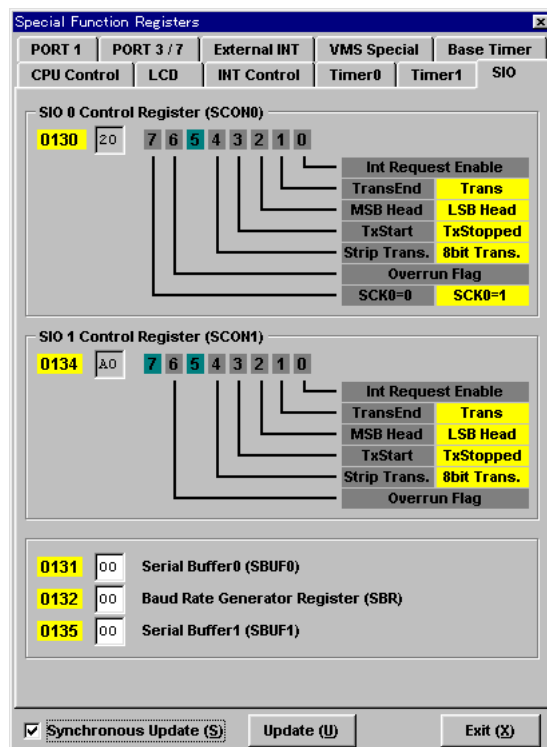 Special Function Registers
PORT 1 PORT 3 / 7 External INT VMS Special Base Timer
CPU Control LCD INT Control Timer0 Timer1 SIO
SIO 0 Control Register (SCON0)
0130 20 7 6 5 4 3 2 1 0
Int Request Enable
TransEnd Trans
MSB Head LSB Head
TxStart TxStopped
Strip Trans. 8bit Trans.
Overrun Flag
SCK0=0 SCK0=1
SIO 1 Control Register (SCON1)
0134 A0 7 6 5 4 3 2 1 0
Int Request Enable
TransEnd Trans
MSB Head LSB Head
TxStart TxStopped
Strip Trans. 8bit Trans.
Overrun Flag
0131 00 Serial Buffer0 (SBUF0)
0132 00 Baud Rate Generator Register (SBR)
0135 00 Serial Buffer1 (SBUF1)
Synchronous Update (S) Update (U) Exit (X)